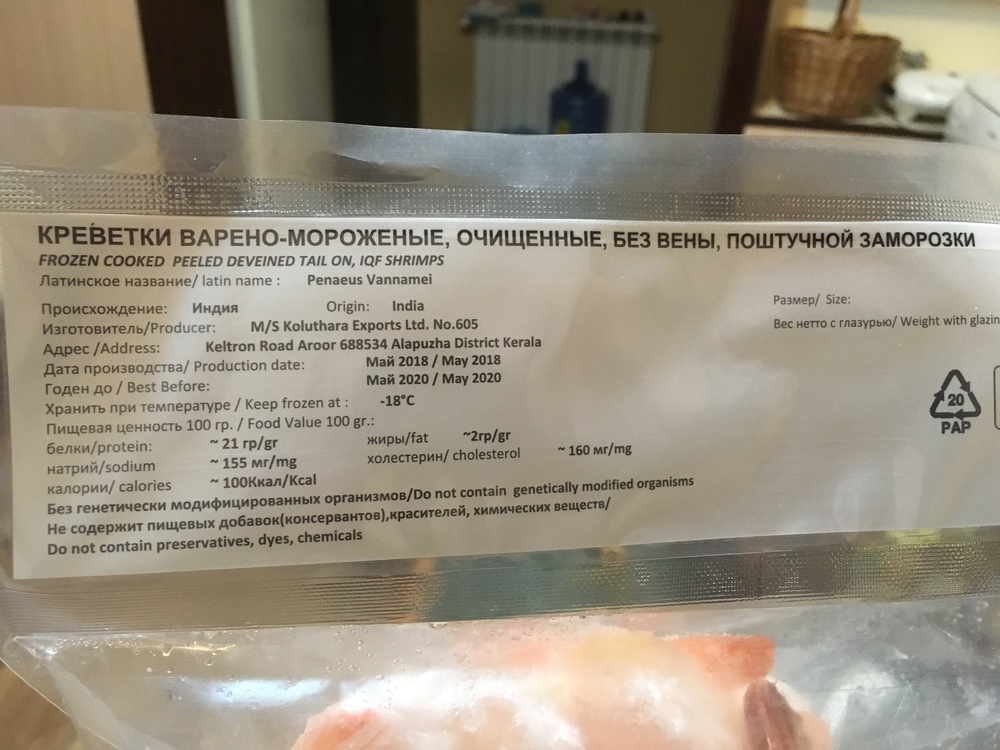 КРЕВЕТКИ ВАРЕНО-МОРОЖЕНЫЕ, ОЧИЩЕННЫЕ, БЕЗ ВЕНЫ, ПОШТУЧНОЙ ЗАМОРОЗКИ
FROZEN COOKED PEELED DEVEINED TAIL ON, IQF SHRIMPS
Латинское название/ latin name : Penaeus Vannamei
Происхождение: Индия Origin: India
Размер/ Size:
Изготовитель/Producer: M/S Koluthara Exports Ltd. No.605
Вес нетто с глазурью/ Weight with glazin
Адрес /Address: Keltron Road Aroor 688534 Alapuzha District Kerala
Дата производства/ Production date: Май 2018 / May 2018
Годен до / Best Before: Май 2020 / May 2020
Хранить при температуре / Keep frozen at : -18°C
Пищевая ценность 100 гр. / Food Value 100 gr.:
белки/protein: ~ 21 гр/gr жиры/fat ~2гр/gr
натрий/sodium ~ 155 мг/mg холестерин/ cholesterol ~ 160 мг/mg
калории/ calories ~ 100Ккал/Kcal
Без генетически модифицированных организмов/Do not contain genetically modified organisms
Не содержит пищевых добавок(консервантов),красителей, химических веществ/
Do not contain preservatives, dyes, chemicals
20
PAP